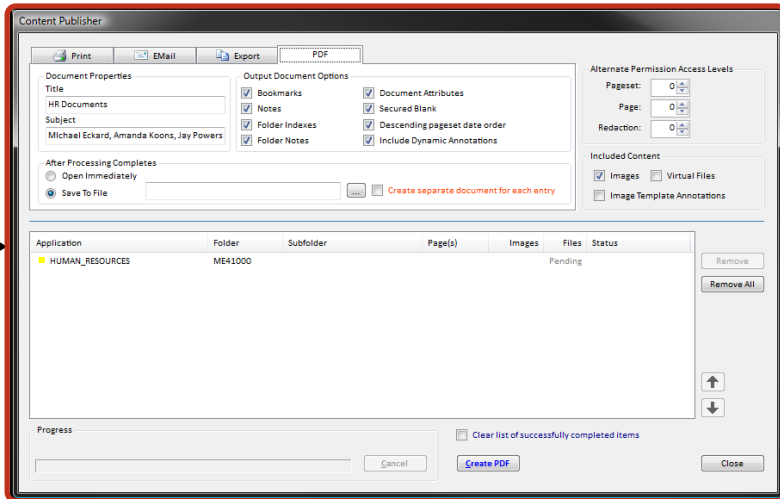 Content Publisher
Print EMail Export PDF
Document Properties
Title
HR Documents
Subject
MIchael Eckard, Amanda Koons, Jay Powers
Output Document Options
Bookmarks Document Attributes
Notes Secured Blank
Folder Indexes Descending pageset date order
Folder Notes Include Dynamic Annotations
After Processing Completes
Open Immediately
Save To File ... Create separate document for each entry
Alternate Permission Access Levels
Pageset: 0
Page: 0
Redaction: 0
Included Content
Images Virtual Files
Image Template Annotations
Application Folder Subfolder Page(s) Images Files Status
HUMAN_RESOURCES ME41000 Pending
Remove
Remove All
Progress
Cancel
Clear list of successfully completed items
Create PDF
Close